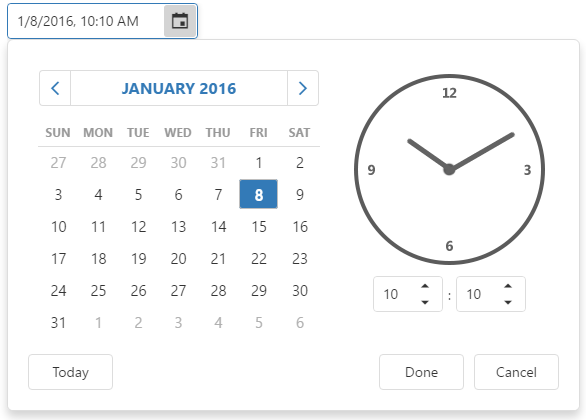 1/8/2016, 10:10 AM
JANUARY 2016
SUN MON TUE WED THU FRI SAT
27 28 29 30 31 1 2
3 4 5 6 7 8 9
10 11 12 13 14 15 16
17 18 19 20 21 22 23
24 25 26 27 28 29 30
31 1 2 3 4 5 6
12
9 3
6
10 : 10
Today Done Cancel